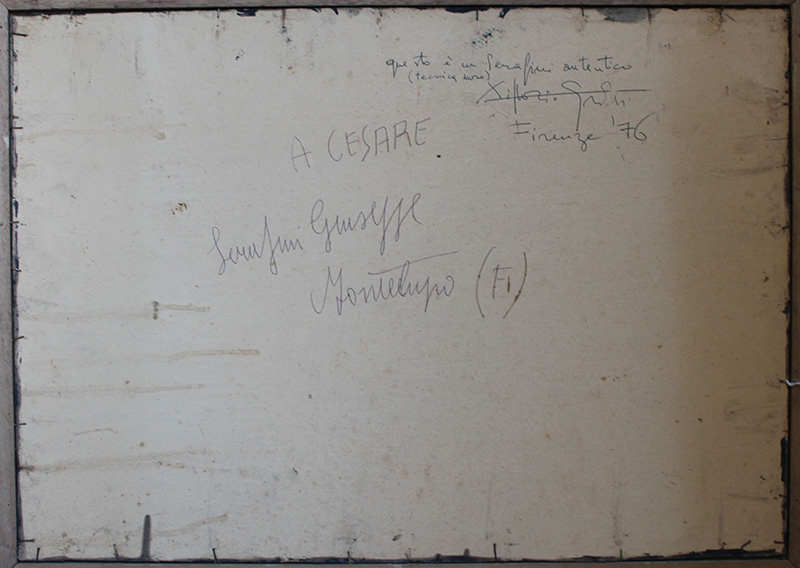 questo è un Serafini autentico
(tecnica mista)
Firenze '76
A CESARE
Serafini Giuseppe
Montelupo (Fi)